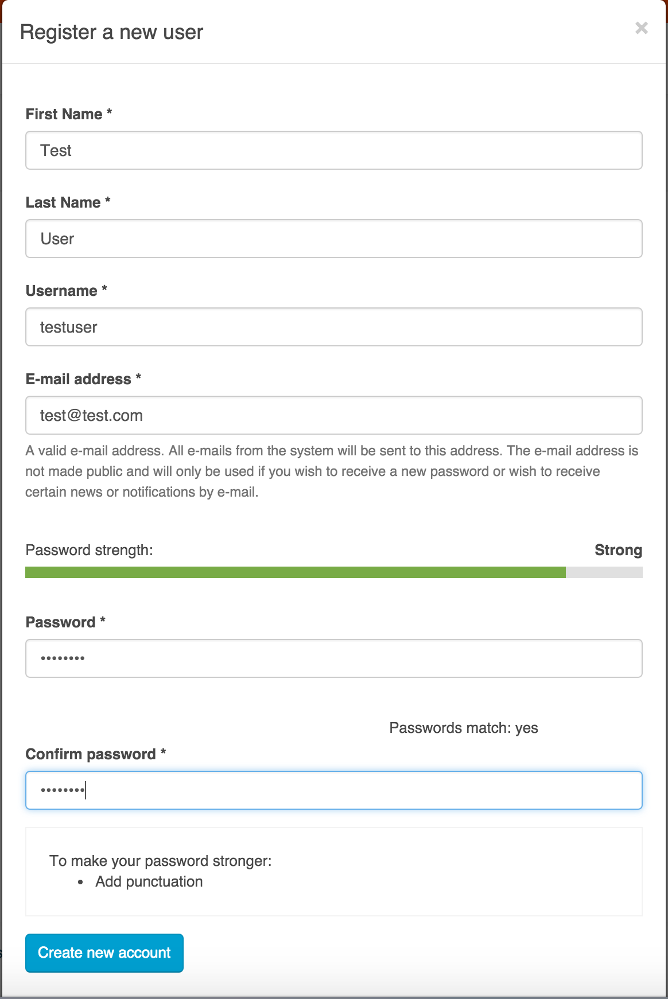 Register a new user
×
First Name *
Test
Last Name *
User
Username *
testuser
E-mail address *
test@test.com
A valid e-mail address. All e-mails from the system will be sent to this address. The e-mail address is
not made public and will only be used if you wish to receive a new password or wish to receive
certain news or notifications by e-mail.
Password strength: Strong
Password *
••••••••
Passwords match: yes
Confirm password *
••••••••
To make your password stronger:
• Add punctuation
Create new account